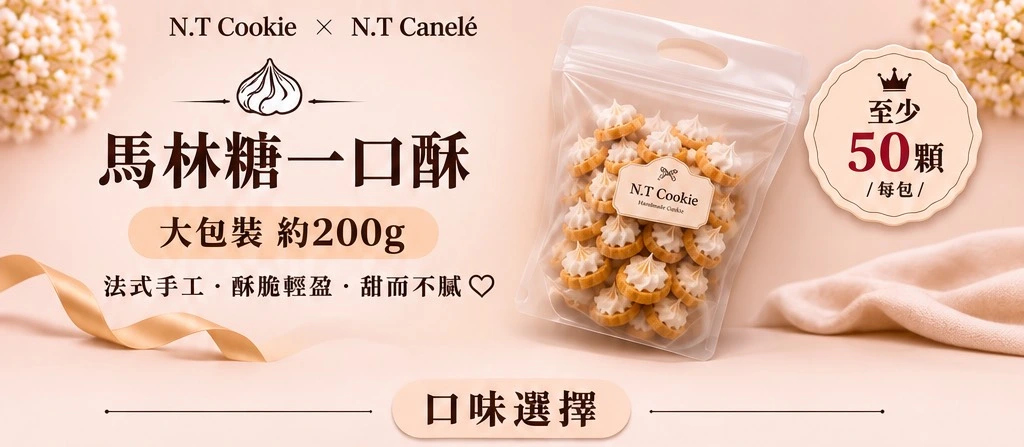 N.T Cookie × N.T Canelé
馬林糖一口酥
大包裝 約200g
法式手工·酥脆輕盈·甜而不膩♡
N.T Cookie
Handmade Cookie
至少
50顆
/每包/
口味選擇